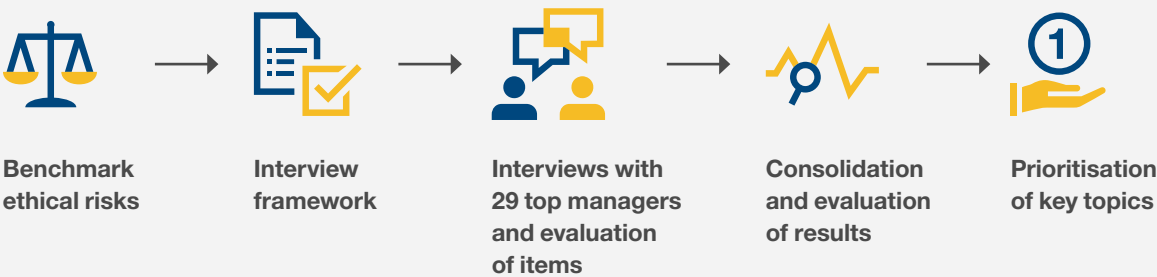 1
Benchmark
ethical risks
Interview
framework
Interviews with
29 top managers
and evaluation
of items
Consolidation
and evaluation
of results
Prioritisation
of key topics